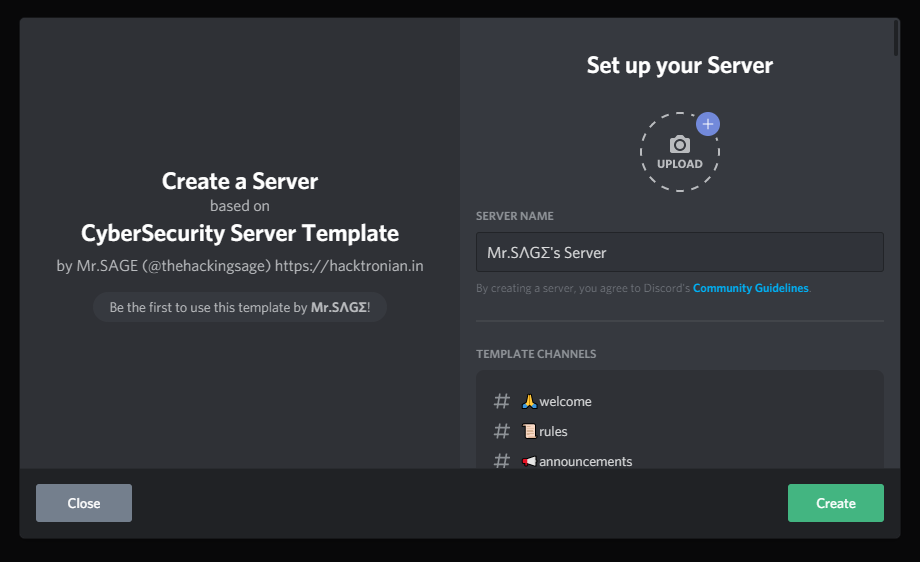 Create a Server
based on
CyberSecurity Server Template
by Mr.SAGE (@thehackingsage) https://hacktronian.in
Be the first to use this template by Mr.SΛGΣ!
Set up your Server
UPLOAD
SERVER NAME
Mr.SΛGΣ's Server
By creating a server, you agree to Discord's Community Guidelines.
TEMPLATE CHANNELS
# 🙏welcome
# 📜rules
# 📢announcements
Close
Create